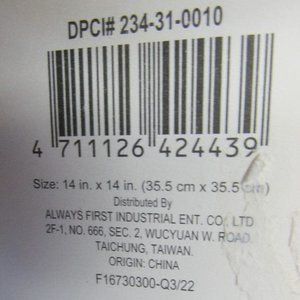 DPCI# 234-31-0010
4 711126 424439
Size: 14 in. x 14 in. (35.5 cm x 35.5 cm)
Distributed By
ALWAYS FIRST INDUSTRIAL ENT. CO., LTD
2F-1, NO. 666, SEC. 2, WUCYUAN W. ROAD
TAICHUNG, TAIWAN.
ORIGIN: CHINA
F16730300-Q3/22